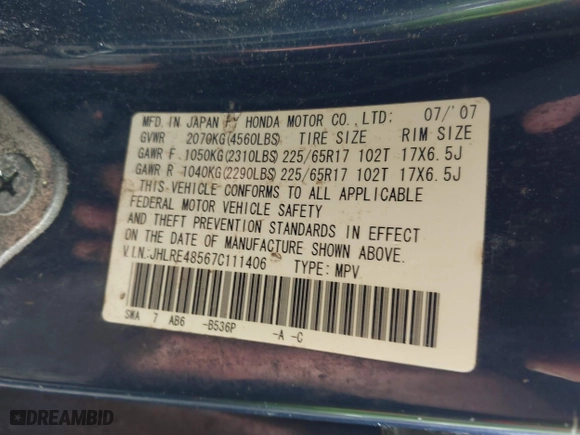 MFD. IN JAPAN BY HONDA MOTOR CO.,LTD: 07/'07
GVWR 2070KG(4560LBS) TIRE SIZE RIM SIZE
GAWR F 1050KG(2310LBS) 225/65R17 102T 17X6.5J
GAWR R 1040KG(2290LBS) 225/65R17 102T 17X6.5J
THIS VEHICLE CONFORMS TO ALL APPLICABLE
FEDERAL MOTOR VEHICLE SAFETY
AND THEFT PREVENTION STANDARDS IN EFFECT
ON THE DATE OF MANUFACTURE SHOWN ABOVE.
V.I.N:JHLRE48567C111406 TYPE: MPV
SWA 7 AB6 -B536P -A -C
DREAMBID